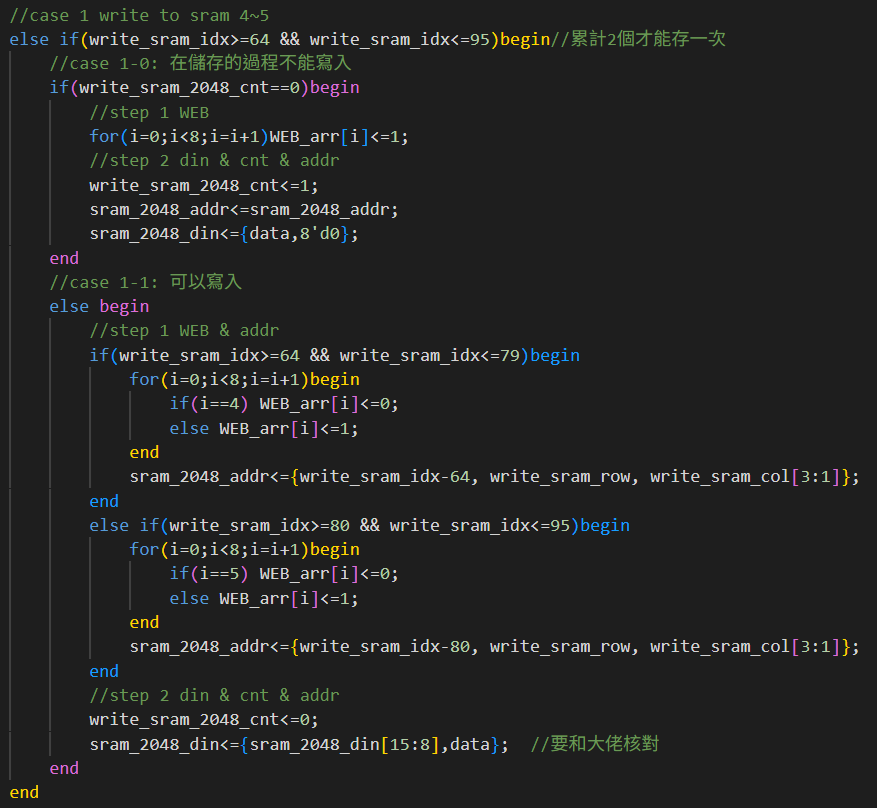 //case 1 write to sram 4~5
else if(write_sram_idx>=64 && write_sram_idx<=95)begin//累計2個才能存一次
    //case 1-0: 在儲存的過程不能寫入
    if(write_sram_2048_cnt==0)begin
        //step 1 WEB
        for(i=0;i<8;i=i+1)WEB_arr[i]<=1;
        //step 2 din & cnt & addr
        write_sram_2048_cnt<=1;
        sram_2048_addr<=sram_2048_addr;
        sram_2048_din<={data,8'd0};
    end
    //case 1-1: 可以寫入
    else begin
        //step 1 WEB & addr
        if(write_sram_idx>=64 && write_sram_idx<=79)begin
            for(i=0;i<8;i=i+1)begin
                if(i==4) WEB_arr[i]<=0;
                else WEB_arr[i]<=1;
            end
            sram_2048_addr<={write_sram_idx-64, write_sram_row, write_sram_col[3:1]};
        end
        else if(write_sram_idx>=80 && write_sram_idx<=95)begin
            for(i=0;i<8;i=i+1)begin
                if(i==5) WEB_arr[i]<=0;
                else WEB_arr[i]<=1;
            end
            sram_2048_addr<={write_sram_idx-80, write_sram_row, write_sram_col[3:1]};
        end
        //step 2 din & cnt & addr
        write_sram_2048_cnt<=0;
        sram_2048_din<={sram_2048_din[15:8],data};  //要和大佬核對
    end
end